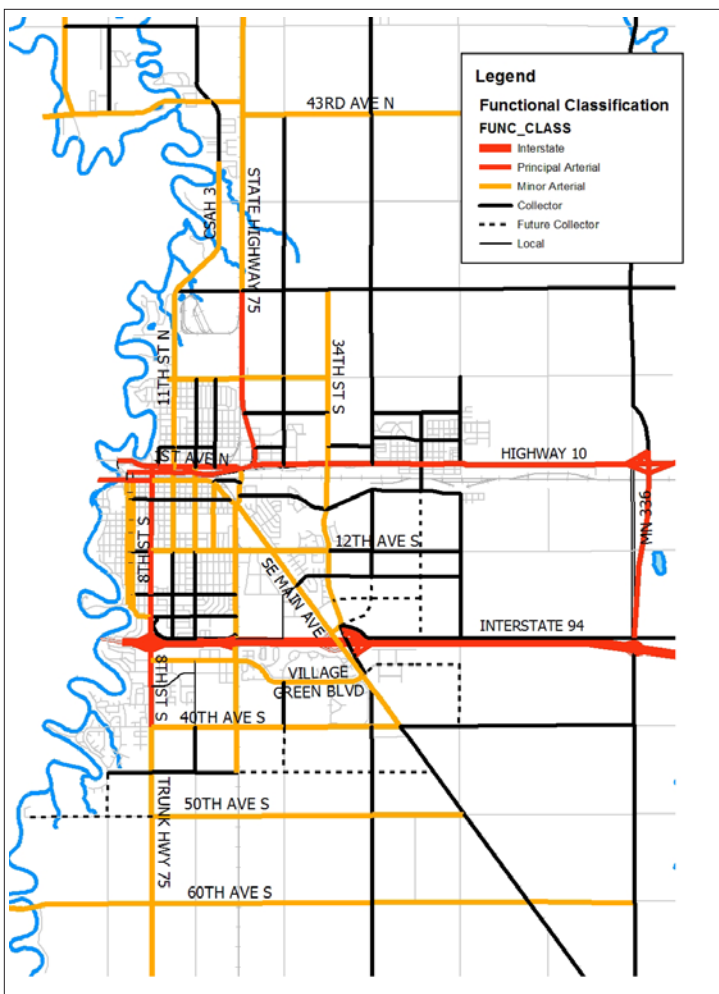 Legend
Functional Classification
FUNC_CLASS
Interstate
Principal Arterial
Minor Arterial
Collector
Future Collector
Local
43RD AVE N
CSAH 3
STATE HIGHWAY 75
11TH ST N
34TH ST S
1ST AVE N
HIGHWAY 10
MN 336
8TH ST S
12TH AVE S
SE MAIN AVE
INTERSTATE 94
8TH ST S
VILLAGE
GREEN BLVD
40TH AVE S
TRUNK HWY 75
50TH AVE S
60TH AVE S